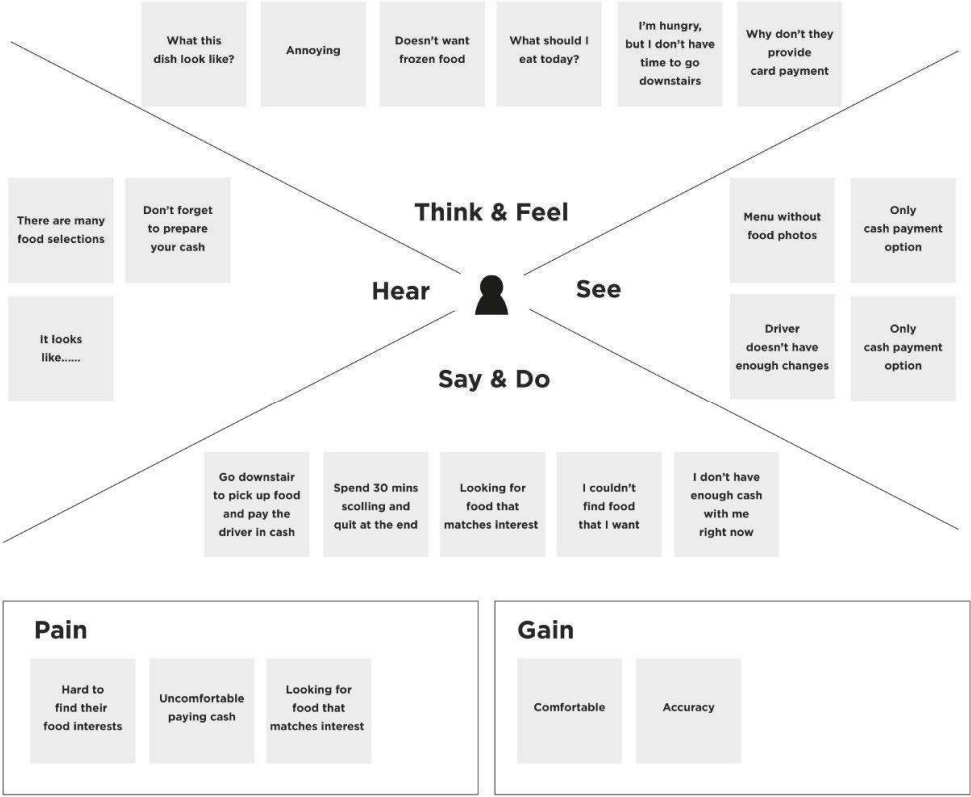 What this
dish look like?
Annoying
Doesn't want
frozen food
What should I
eat today?
I'm hungry,
but I don't have
time to go
downstairs
Why don't they
provide
card payment
Think & Feel
There are many
food selections
Don't forget
to prepare
your cash
It looks
like......
Hear
See
Menu without
food photos
Only
cash payment
option
Driver
doesn't have
enough changes
Only
cash payment
option
Say & Do
Go downstair
to pick up food
and pay the
driver in cash
Spend 30 mins
scolling and
quit at the end
Looking for
food that
matches interest
I couldn't
find food
that I want
I don't have
enough cash
with me
right now
Pain
Hard to
find their
food interests
Uncomfortable
paying cash
Looking for
food that
matches interest
Gain
Comfortable
Accuracy